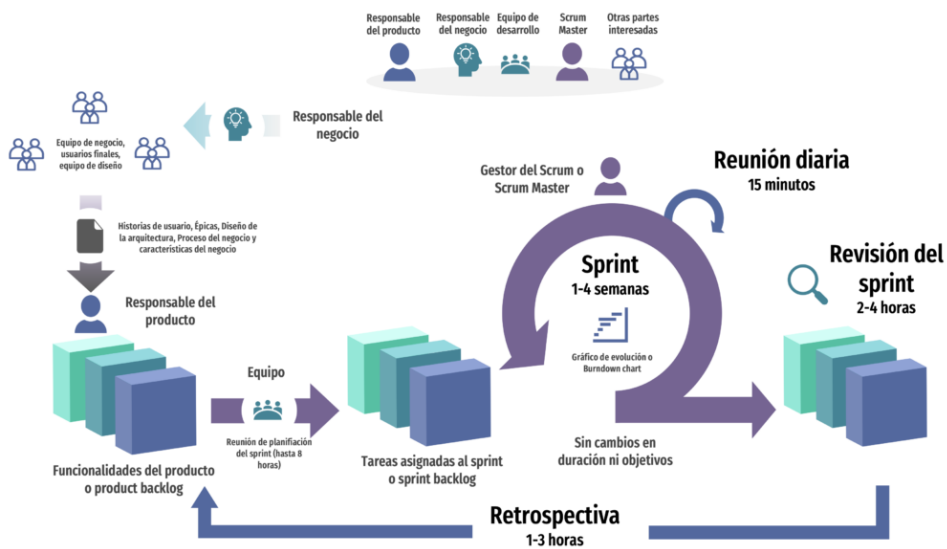 Responsable
del producto
Responsable
del negocio
Equipo de
desarrollo
Scrum
Master
Otras partes
interesadas
Responsable del
negocio
Equipo de negocio,
usuarios finales,
equipo de diseño
Historias de usuario, Épicas, Diseño de
la arquitectura, Proceso del negocio y
características del negocio
Responsable del
producto
Funcionalidades del producto
o product backlog
Equipo
Reunión de planifiación
del sprint (hasta 8
horas)
Tareas asignadas al sprint
o sprint backlog
Gestor del Scrum o
Scrum Master
Reunión diaria
15 minutos
Sprint
1-4 semanas
Gráfico de evolución o
Burndown chart
Sin cambios en
duración ni objetivos
Revisión del
sprint
2-4 horas
Retrospectiva
1-3 horas